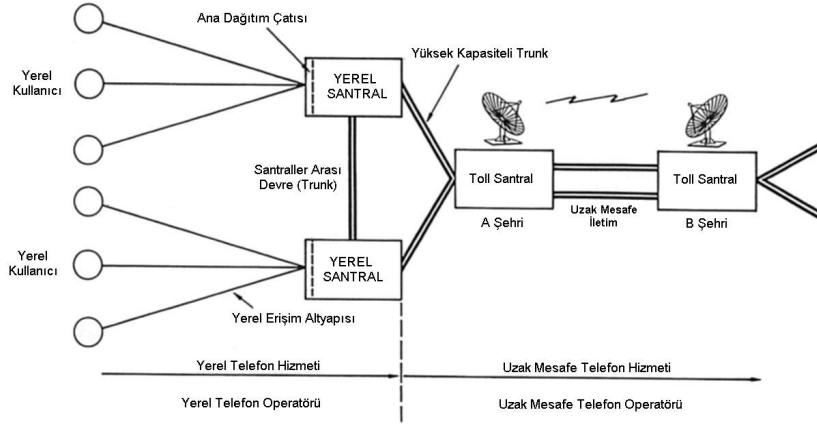 Ana Dağıtım Çatısı
Yerel
Kullanıcı
YEREL
SANTRAL
Yüksek Kapasiteli Trunk
Santraller Arası
Devre (Trunk)
Toll Santral
A Şehri
Uzak Mesafe
İletim
Toll Santral
B Şehri
Yerel
Kullanıcı
YEREL
SANTRAL
Yerel Erişim Altyapısı
Yerel Telefon Hizmeti
Uzak Mesafe Telefon Hizmeti
Yerel Telefon Operatörü
Uzak Mesafe Telefon Operatörü